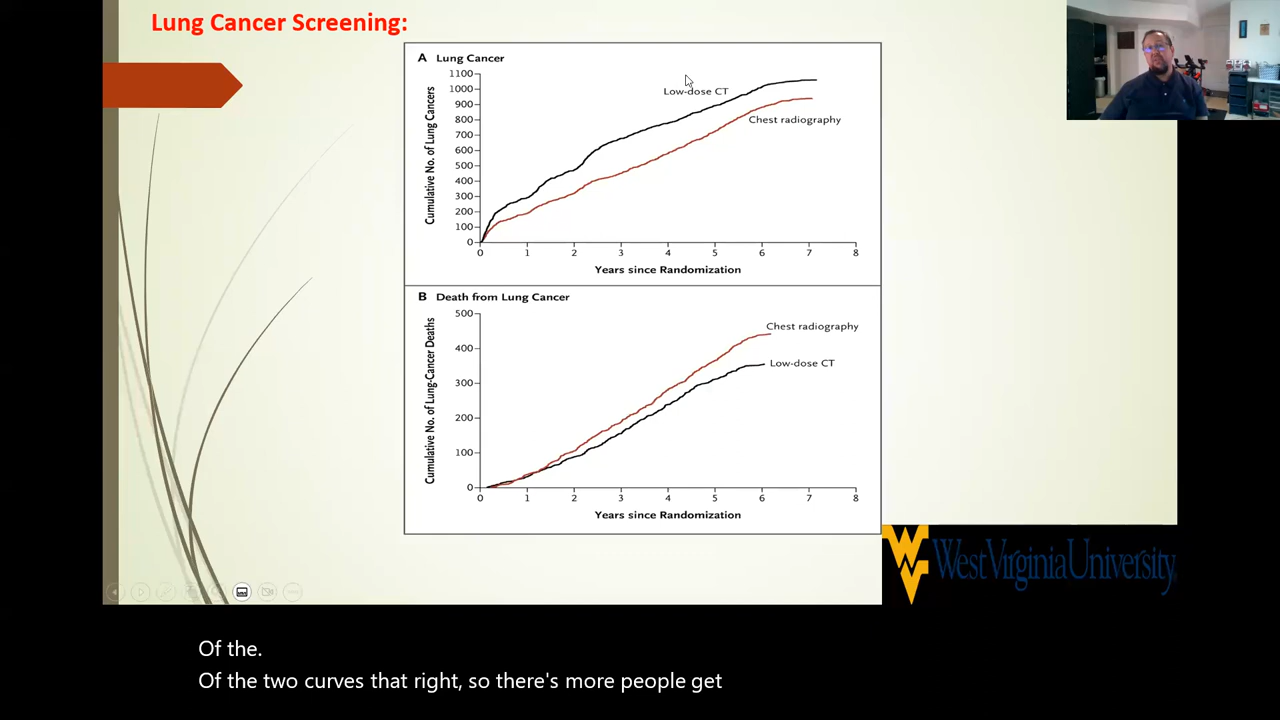 Lung Cancer Screening:
A Lung Cancer
1100
1000
900
800
700
600
500
400
300
200
100
0
Cumulative No. of Lung Cancers
Low-dose CT
Chest radiography
0 1 2 3 4 5 6 7 8
Years since Randomization
B Death from Lung Cancer
500
400
300
200
100
0
Cumulative No. of Lung-Cancer Deaths
Chest radiography
Low-dose CT
0 1 2 3 4 5 6 7 8
Years since Randomization
WV West Virginia University
Of the.
Of the two curves that right, so there's more people get